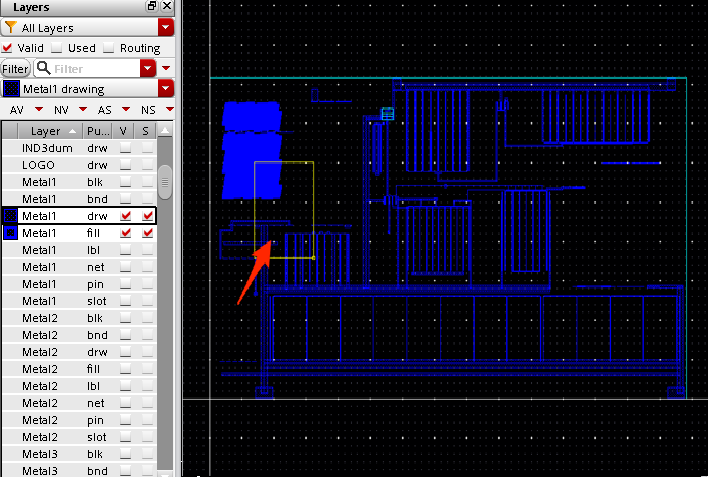 Layers
All Layers
Valid Used Routing
Filter Filter
Metal1 drawing
AV NV AS NS
Layer Pu... V S
IND3dum drw
LOGO drw
Metal1 blk
Metal1 bnd
Metal1 drw
Metal1 fill
Metal1 lbl
Metal1 net
Metal1 pin
Metal1 slot
Metal2 blk
Metal2 bnd
Metal2 drw
Metal2 fill
Metal2 lbl
Metal2 net
Metal2 pin
Metal2 slot
Metal3 blk
Metal3 bnd